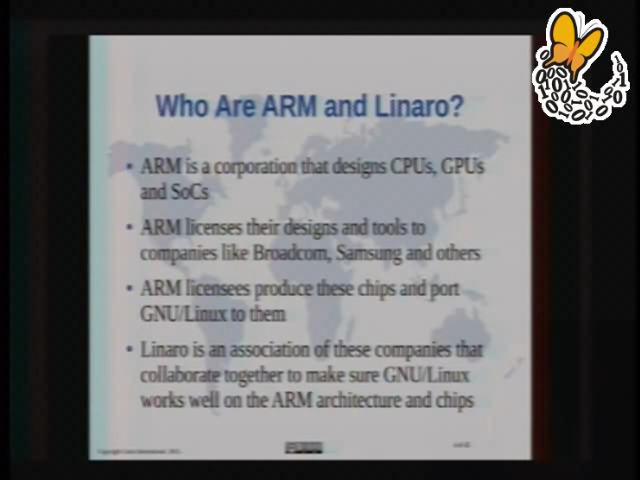 Who Are ARM and Linaro?
• ARM is a corporation that designs CPUs, GPUs
and SoCs
• ARM licenses their designs and tools to
companies like Broadcom, Samsung and others
• ARM licensees produce these chips and port
GNU/Linux to them
• Linaro is an association of these companies that
collaborate together to make sure GNU/Linux
works well on the ARM architecture and chips